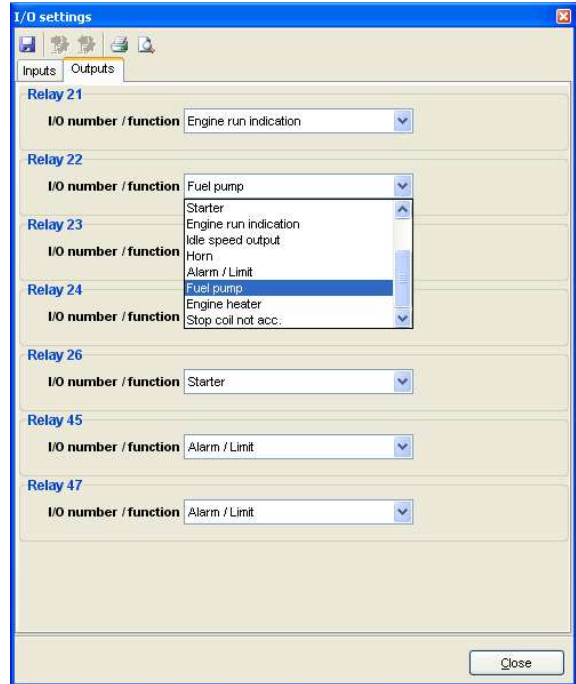 I/O settings
Inputs Outputs
Relay 21
I/O number / function Engine run indication
Relay 22
I/O number / function Fuel pump
Starter
Engine run indication
Idle speed output
Horn
Alarm / Limit
Fuel pump
Engine heater
Stop coil not acc.
Relay 23
I/O number / function
Relay 24
I/O number / function
Relay 26
I/O number / function Starter
Relay 45
I/O number / function Alarm / Limit
Relay 47
I/O number / function Alarm / Limit
Close